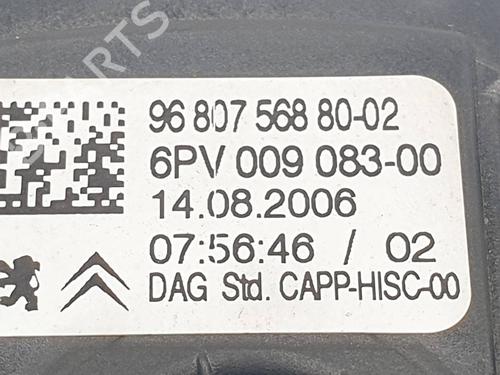 PARTS
96 807 568 80-02
6PV 009 083-00
14.08.2006
07:56:46 / 02
DAG Std. CAPP-HISC-00